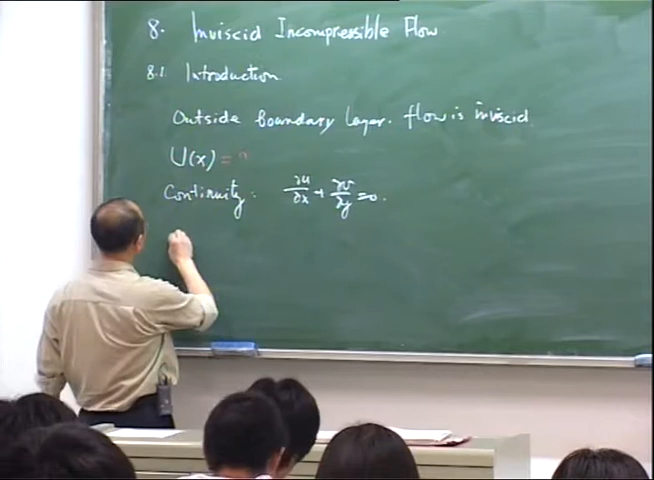 8. Inviscid Incompressible Flow
8.1 Introduction
Outside boundary layer. flow is inviscid
U(x) = ?
Continuity : ∂u/∂x + ∂v/∂y = 0.